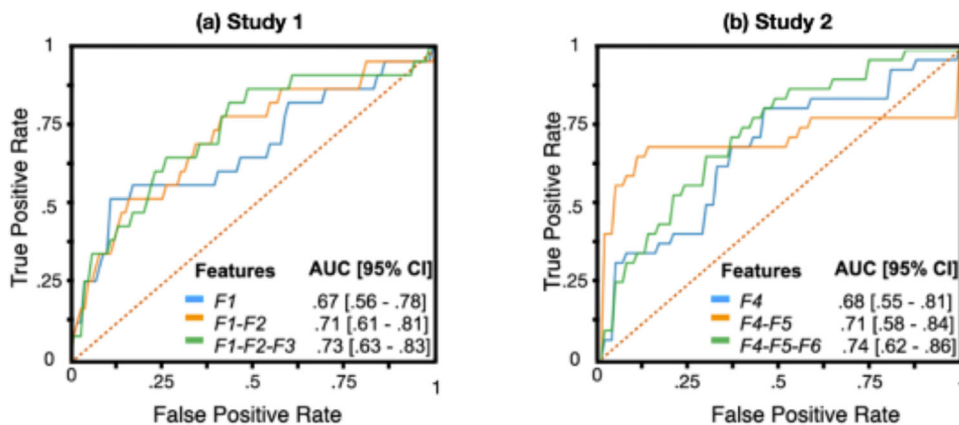 (a) Study 1
1
.75
.5
.25
0
True Positive Rate
0
.25
.5
.75
1
False Positive Rate
Features AUC [95% CI]
F1 .67 [.56 - .78]
F1-F2 .71 [.61 - .81]
F1-F2-F3 .73 [.63 - .83]
(b) Study 2
1
.75
.5
.25
0
True Positive Rate
0
.25
.5
.75
False Positive Rate
Features AUC [95% CI]
F4 .68 [.55 - .81]
F4-F5 .71 [.58 - .84]
F4-F5-F6 .74 [.62 - .86]